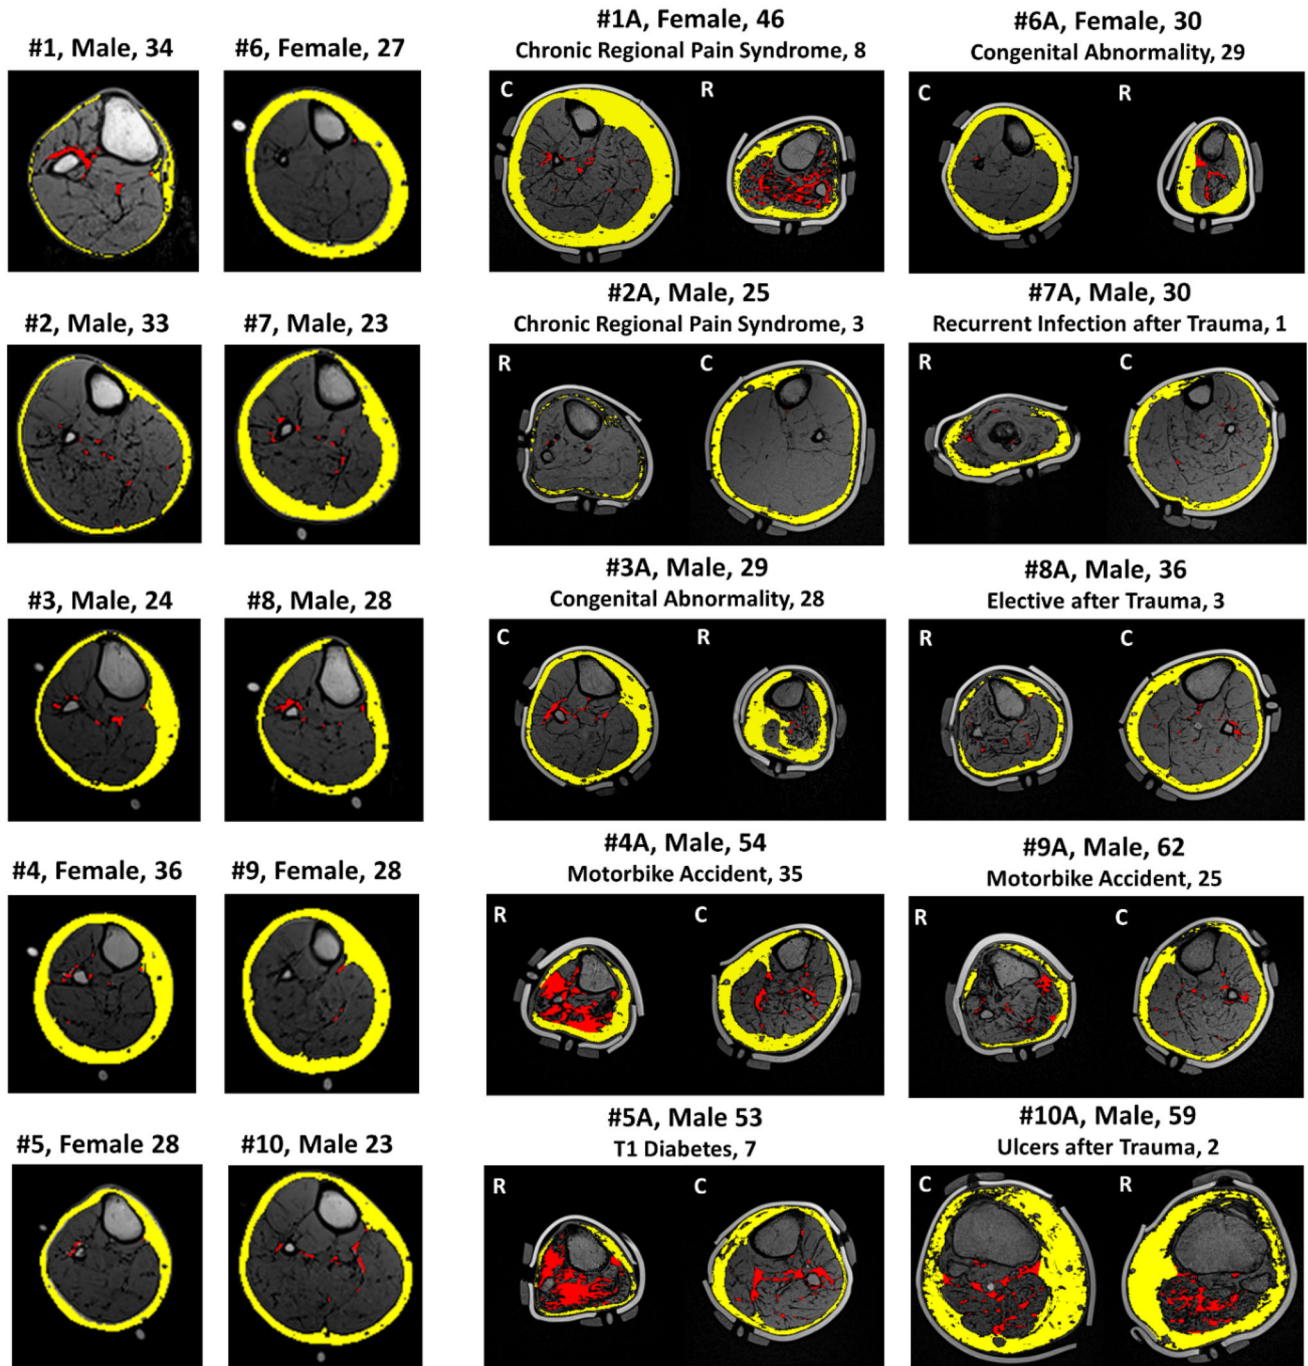 #1, Male, 34
#6, Female, 27
#1A, Female, 46
Chronic Regional Pain Syndrome, 8
C
R
#6A, Female, 30
Congenital Abnormality, 29
C
R
#2, Male, 33
#7, Male, 23
#2A, Male, 25
Chronic Regional Pain Syndrome, 3
R
C
#7A, Male, 30
Recurrent Infection after Trauma, 1
R
C
#3, Male, 24
#8, Male, 28
#3A, Male, 29
Congenital Abnormality, 28
C
R
#8A, Male, 36
Elective after Trauma, 3
R
C
#4, Female, 36
#9, Female, 28
#4A, Male, 54
Motorbike Accident, 35
R
C
#9A, Male, 62
Motorbike Accident, 25
R
C
#5, Female 28
#10, Male 23
#5A, Male 53
T1 Diabetes, 7
R
C
#10A, Male, 59
Ulcers after Trauma, 2
C
R